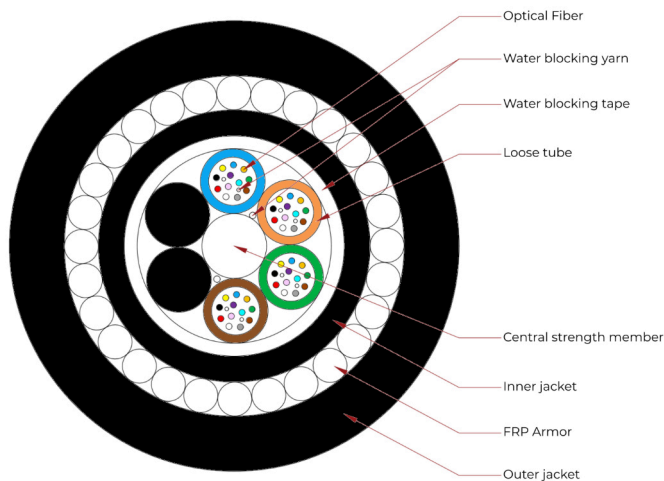 Optical Fiber
Water blocking yarn
Water blocking tape
Loose tube
Central strength member
Inner jacket
FRP Armor
Outer jacket